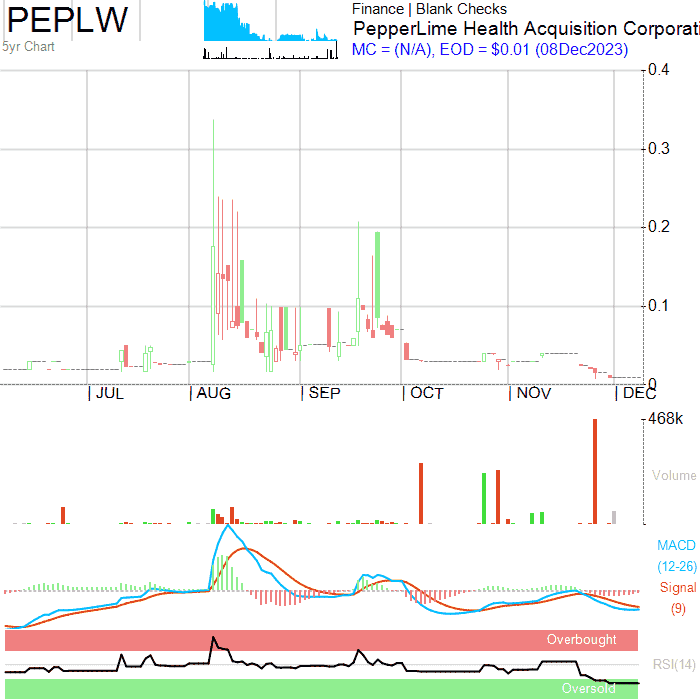 PEPLW
5yr Chart
Finance | Blank Checks
PepperLime Health Acquisition Corporati
MC = (N/A), EOD = $0.01 (08Dec2023)
0.4
0.3
0.2
0.1
0
| JUL | AUG | SEP | OCT | NOV | DEC
468k
Volume
MACD
(12-26)
Signal
(9)
Overbought
RSI(14)
Oversold